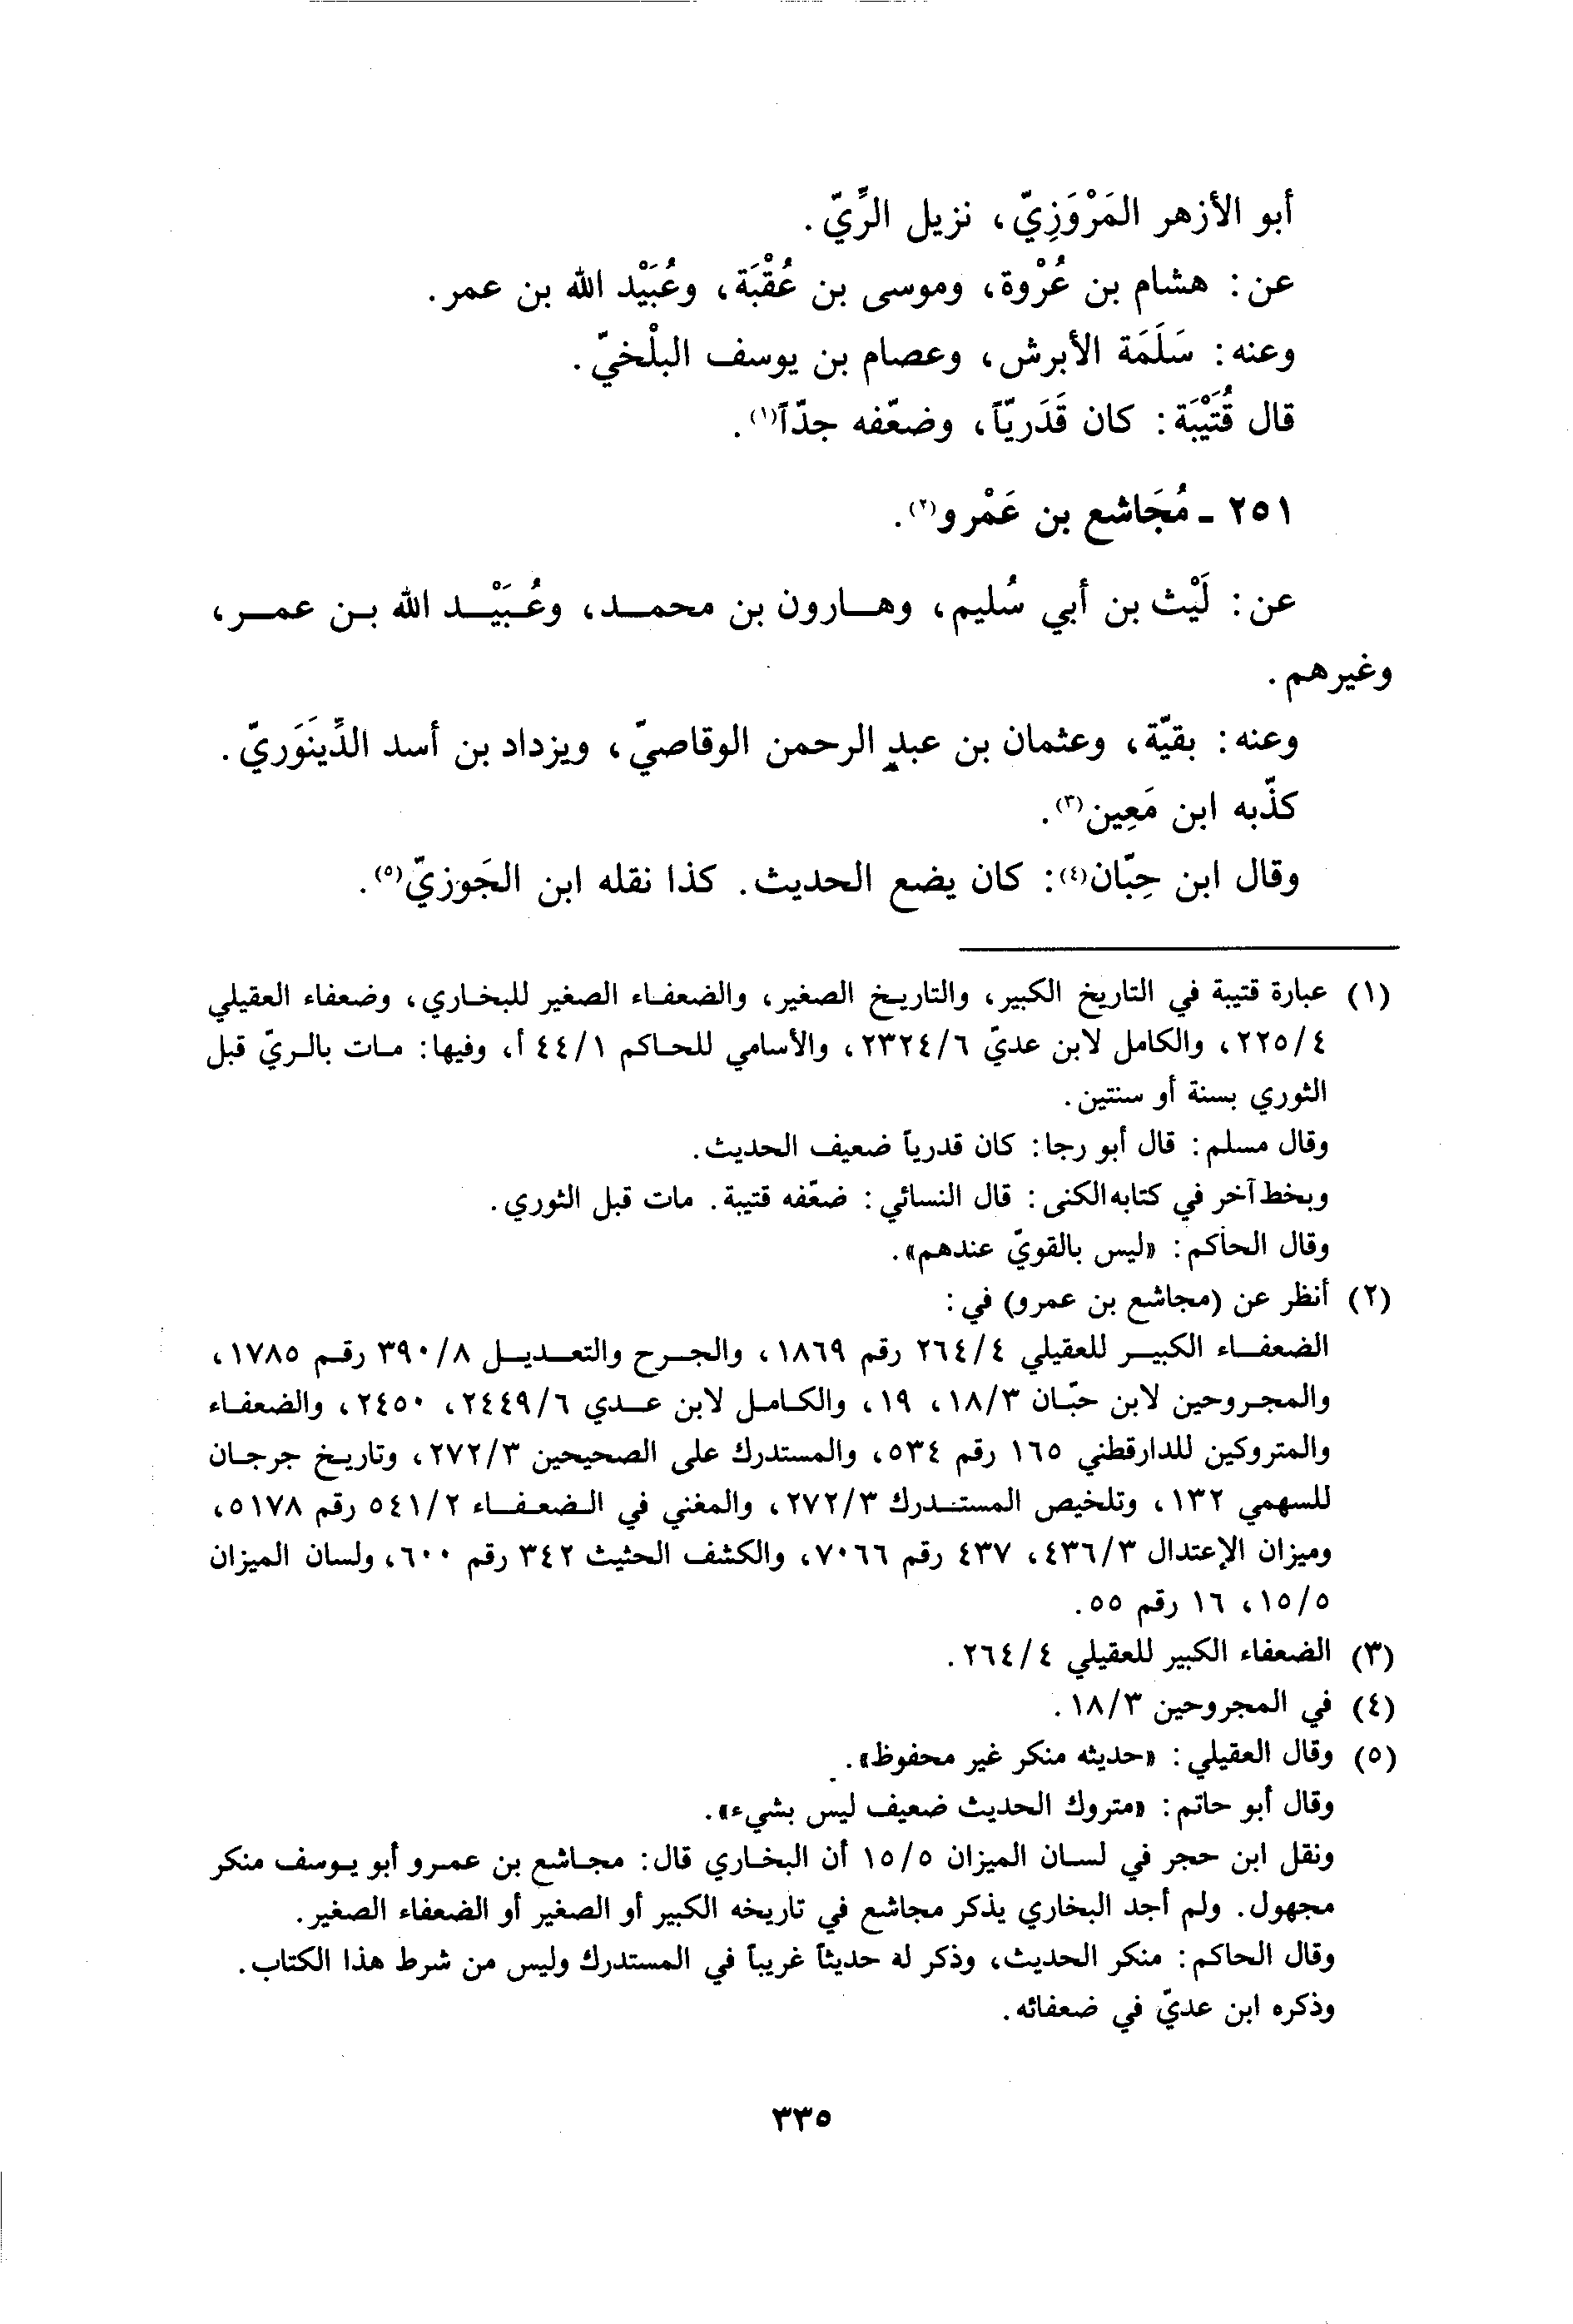 أبو الأزهر المَرْوَزِيّ، نزيل الرّيّ.
عن: هشام بن عُرْوة، وموسى بن عُقْبَة، وعُبَيْد الله بن عمر.
وعنه: سَلَمَة الأبرش، وعصام بن يوسف البلْخيّ.
قال قُتَيْبَة: كان قَدَريّاً، وضعّفه جدّاً(١).
٢٥١ - مُجَاشع بن عَمْرو(٢).
عن: لَيْث بن أبي سُليم، وهارون بن محمد، وعُبَيْد الله بن عمر،
وغيرهم.
وعنه: بقيّة، وعثمان بن عبد الرحمن الوقاصيّ، ويزداد بن أسد الدِّينَوَريّ.
كذّبه ابن مَعِين(٣).
وقال ابن حِبّان(٤): كان يضع الحديث. كذا نقله ابن الجَوزيّ(٥).
(١) عبارة قتيبة في التاريخ الكبير، والتاريخ الصغير، والضعفاء الصغير للبخاري، وضعفاء العقيلي
٢٢٥/٤، والكامل لابن عديّ ٢٣٢٤/٦، والأسامي للحاكم ٤٤/١ أ، وفيها: مات بالريّ قبل
الثوري بسنة أو سنتين.
وقال مسلم: قال أبو رجا: كان قدرياً ضعيف الحديث.
وبخط آخر في كتابه الكنى: قال النسائي: ضعّفه قتيبة. مات قبل الثوري.
وقال الحاكم: «ليس بالقويّ عندهم».
(٢) أنظر عن (مجاشع بن عمرو) في:
الضعفاء الكبير للعقيلي ٢٦٤/٤ رقم ١٨٦٩، والجرح والتعديل ٣٩٠/٨ رقم ١٧٨٥،
والمجروحين لابن حبّان ١٨/٣، ١٩، والكامل لابن عدي ٢٤٤٩/٦، ٢٤٥٠، والضعفاء
والمتروكين للدارقطني ١٦٥ رقم ٥٣٤، والمستدرك على الصحيحين ٢٧٢/٣، وتاريخ جرجان
للسهمي ١٣٢، وتلخيص المستدرك ٢٧٢/٣، والمغني في الضعفاء ٥٤١/٢ رقم ٥١٧٨،
وميزان الإعتدال ٤٣٦/٣، ٤٣٧ رقم ٧٠٦٦، والكشف الحثيث ٣٤٢ رقم ٦٠٠، ولسان الميزان
١٥/٥، ١٦ رقم ٥٥.
(٣) الضعفاء الكبير للعقيلي ٢٦٤/٤.
(٤) في المجروحين ١٨/٣.
(٥) وقال العقيلي: «حديثه منكر غير محفوظ».
وقال أبو حاتم: «متروك الحديث ضعيف ليس بشيء».
ونقل ابن حجر في لسان الميزان ١٥/٥ أن البخاري قال: مجاشع بن عمرو أبو يوسف منكر
مجهول. ولم أجد البخاري يذكر مجاشع في تاريخه الكبير أو الصغير أو الضعفاء الصغير.
وقال الحاكم: منكر الحديث، وذكر له حديثاً غريباً في المستدرك وليس من شرط هذا الكتاب.
وذكره ابن عديّ في ضعفائه.
٣٣٥